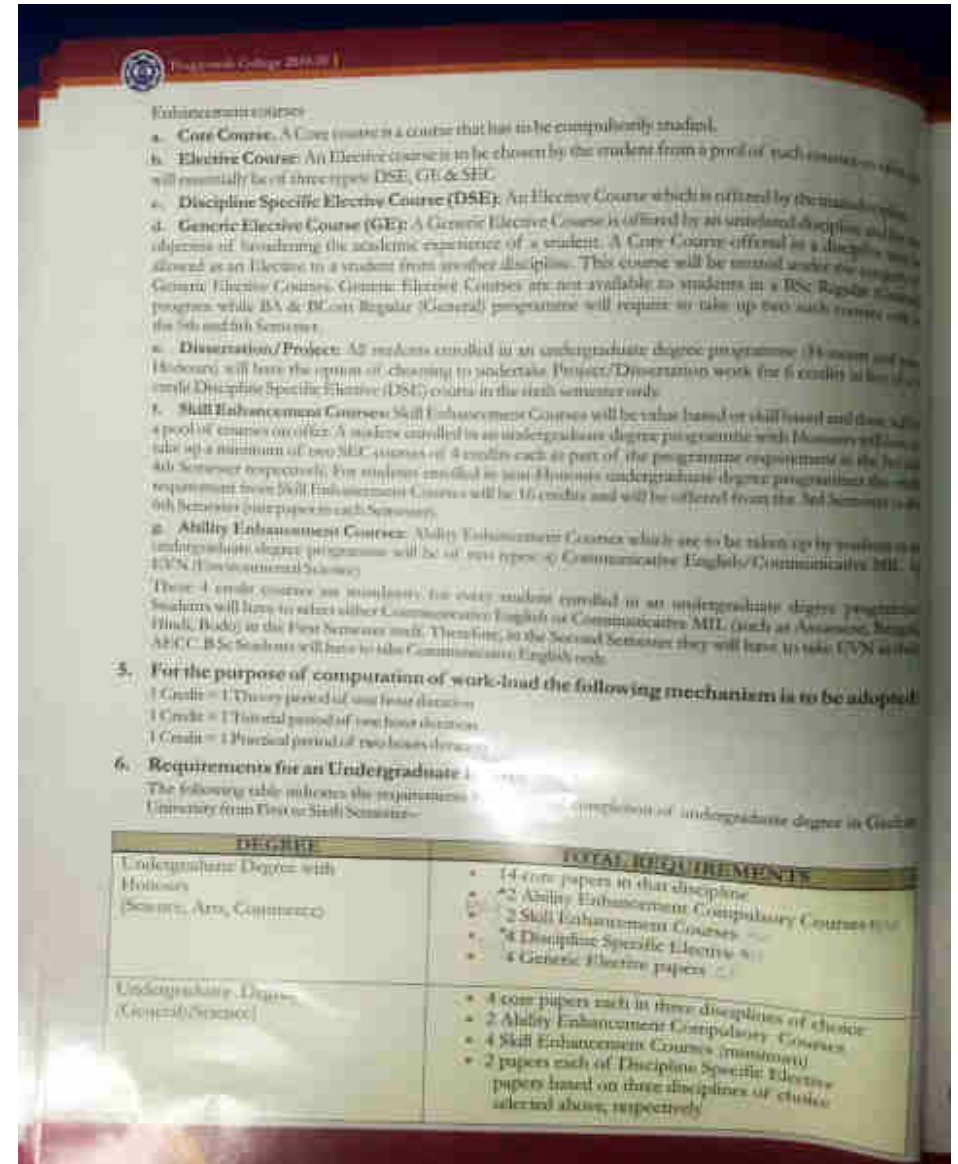 College 2019-20
Enhancement courses
a. Core Course. A Core course is a course that has to be compulsorily studied.
b. Elective Course: An Elective course is to be chosen by the student from a pool of such courses on
will essentially be of three types: DSE, GE & SEC
c. Discipline Specific Elective Course (DSE): An Elective Course which is offered by the main
d. Generic Elective Course (GE): A Generic Elective Course is offered by an unrelated discipline and
objective of broadening the academic experience of a student. A Core Course offered in a discipline may
allowed as an Elective to a student from another discipline. This course will be treated under the
Generic Elective Courses. Generic Elective Courses are not available to students in a BSc Regular
program while BA & BCom Regular (General) programme will require to take up two such courses
the 5th and 6th Semester.
e. Dissertation/Project: All students enrolled in an undergraduate degree programme (Honours and
Honours) will have the option of choosing to undertake Project/Dissertation work for 6 credits in lieu of
credit Discipline Specific Elective (DSE) course in the sixth semester only.
f. Skill Enhancement Courses: Skill Enhancement Courses will be value based or skill based and
a pool of courses on offer. A student enrolled in an undergraduate degree programme with Honours will
take up a minimum of two SEC courses of 4 credits each as part of the programme requirement in the 3rd
4th Semester respectively. For students enrolled in non-Honours undergraduate degree programmes the
requirement from Skill Enhancement Courses will be 16 credits and will be offered from the 3rd Semester to
6th Semester (one paper in each Semester).
g. Ability Enhancement Courses: Ability Enhancement Courses which are to be taken up by students in
undergraduate degree programme will be of two types: a) Communicative English/Communicative MIL
EVN (Environmental Science)
These 4 credit courses are mandatory for every student enrolled in an undergraduate degree programme
Students will have to select either Communicative English or Communicative MIL (such as Assamese,
Hindi, Bodo) in the First Semester itself. Therefore, in the Second Semester they will have to take EVN as their
AECC. B.Sc Students will have to take Communicative English only.
5. For the purpose of computation of work-load the following mechanism is to be adopted:
1 Credit = 1 Theory period of one hour duration
1 Credit = 1 Tutorial period of one hour duration
1 Credit = 1 Practical period of two hours
6. Requirements for an Undergraduate
The following table indicates the requirements completion of undergraduate degree in
University from First to Sixth Semester-
DEGREE TOTAL REQUIREMENTS
Undergraduate Degree with
Honours
(Science, Arts, Commerce)
• 14 core papers in that discipline
• *2 Ability Enhancement Compulsory Courses
• 2 Skill Enhancement Courses
• *4 Discipline Specific Elective
• 4 Generic Elective papers
Undergraduate Degree
(General)(Science)
• 4 core papers each in three disciplines of choice
• 2 Ability Enhancement Compulsory Courses
• 4 Skill Enhancement Courses (minimum)
• 2 papers each of Discipline Specific Elective
papers based on three disciplines of choice
selected above, respectively